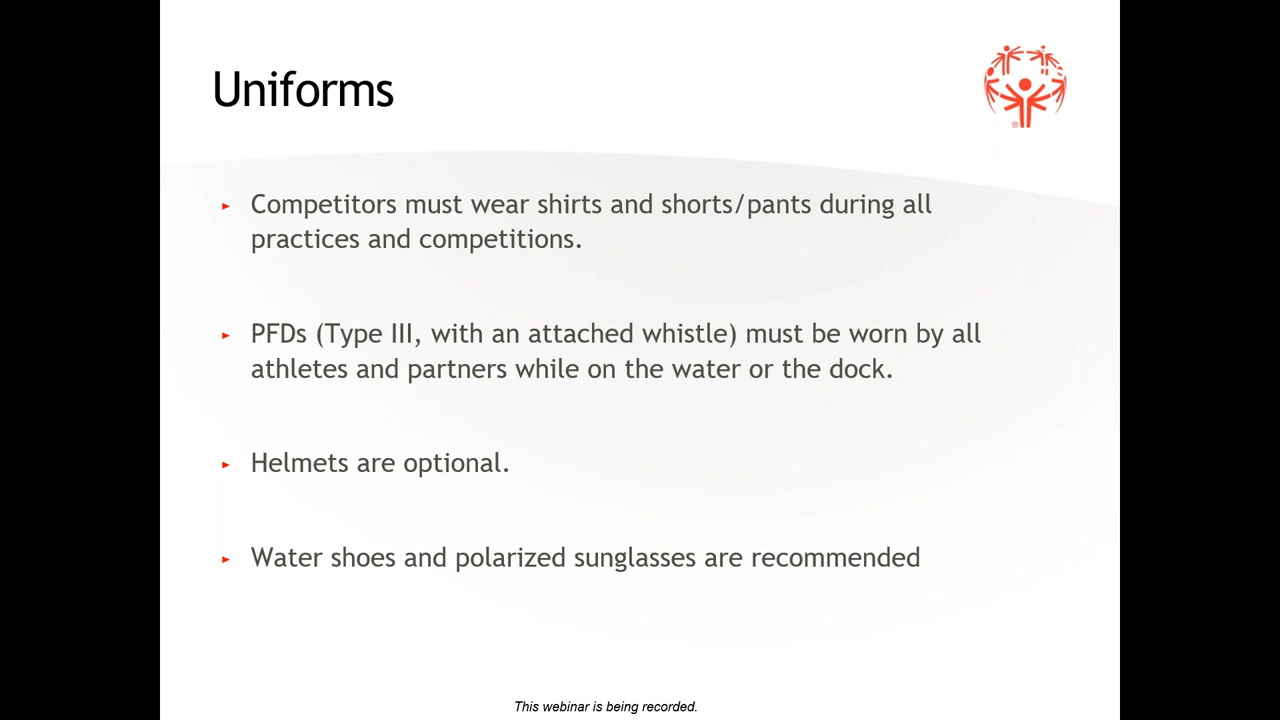 Uniforms
Competitors must wear shirts and shorts/pants during all
practices and competitions.
PFDs (Type III, with an attached whistle) must be worn by all
athletes and partners while on the water or the dock.
Helmets are optional.
Water shoes and polarized sunglasses are recommended
This webinar is being recorded.